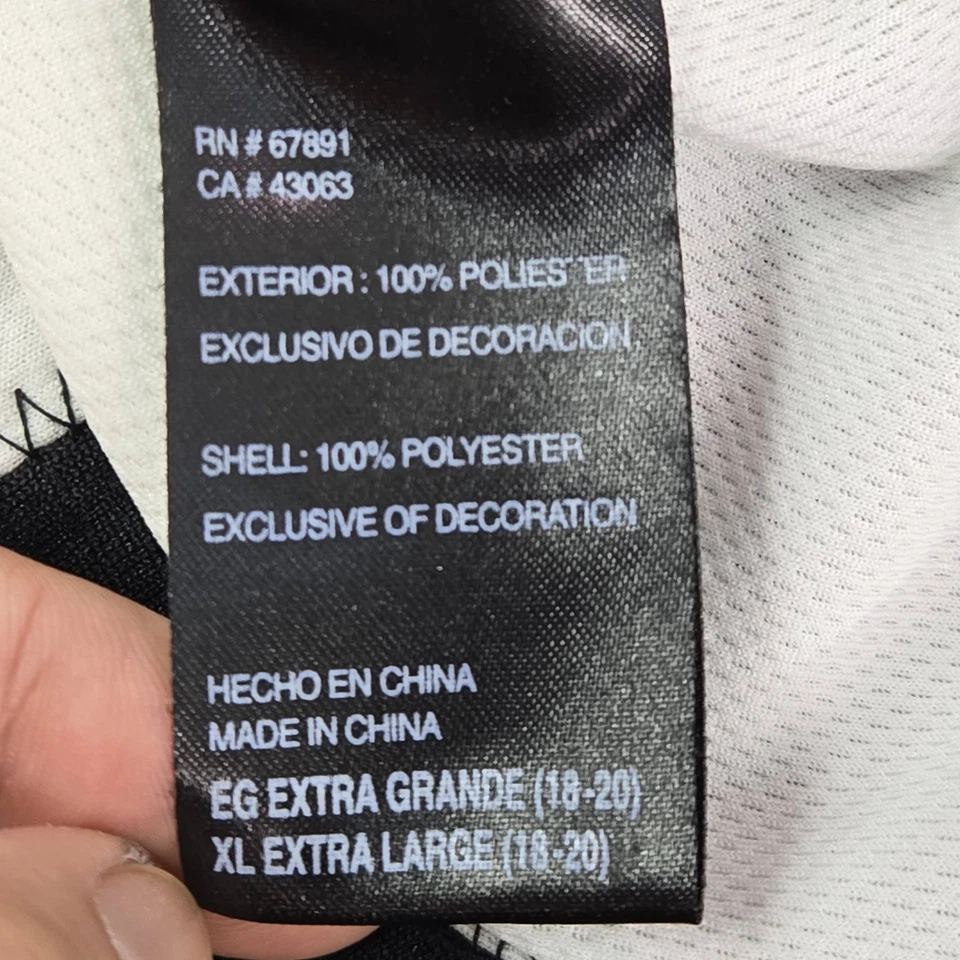 RN # 67891
CA # 43063
EXTERIOR : 100% POLIESTER
EXCLUSIVO DE DECORACION
SHELL: 100% POLYESTER
EXCLUSIVE OF DECORATION
HECHO EN CHINA
MADE IN CHINA
EG EXTRA GRANDE (18-20)
XL EXTRA LARGE (18-20)